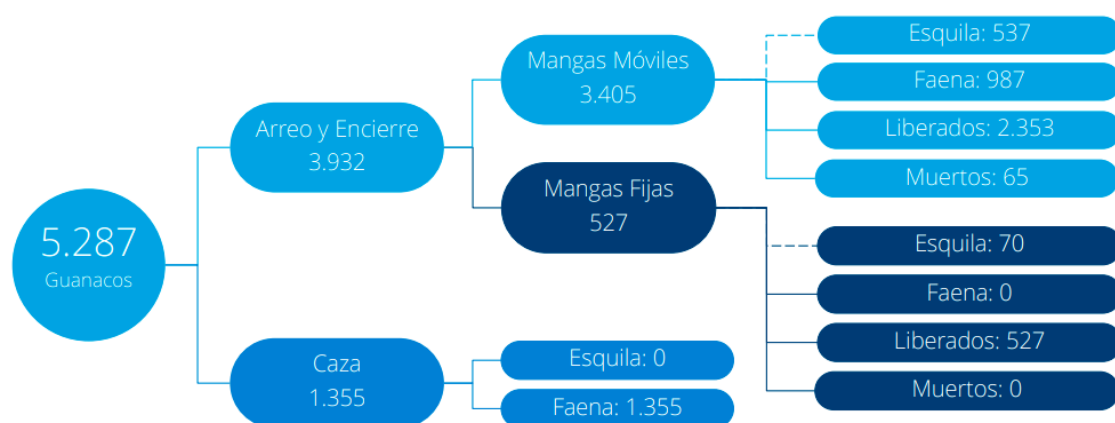 5.287
Guanacos
Arreo y Encierre
3.932
Mangas Móviles
3.405
Esquila: 537
Faena: 987
Liberados: 2.353
Muertos: 65
Mangas Fijas
527
Esquila: 70
Faena: 0
Liberados: 527
Muertos: 0
Caza
1.355
Esquila: 0
Faena: 1.355